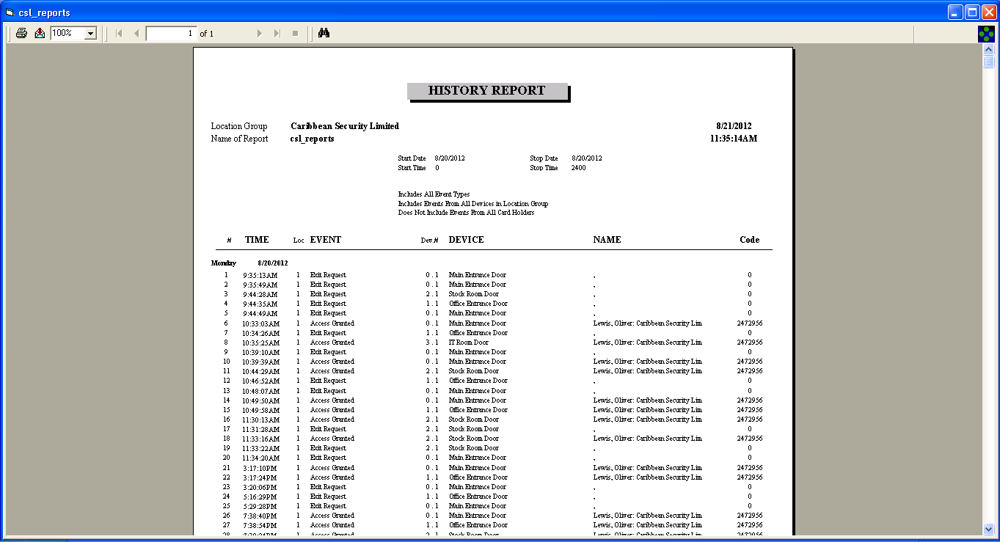 csl_reports
100% 1 of 1
HISTORY REPORT
Location Group Caribbean Security Limited 8/21/2012
Name of Report csl_reports 11:35:14AM
Start Date 8/20/2012 Stop Date 8/20/2012
Start Time 0 Stop Time 2400
Includes All Event Types
Includes Events From All Devices in Location Group
Does Not Include Events From All Card Holders
# TIME Loc EVENT Dev # DEVICE NAME Code
Monday 8/20/2012
1 9:35:13AM 1 Exit Request 0 . 1 Main Entrance Door , 0
2 9:35:49AM 1 Exit Request 0 . 1 Main Entrance Door , 0
3 9:44:28AM 1 Exit Request 2 . 1 Stock Room Door , 0
4 9:44:35AM 1 Exit Request 1 . 1 Office Entrance Door , 0
5 9:44:49AM 1 Exit Request 0 . 1 Main Entrance Door , 0
6 10:33:03AM 1 Access Granted 0 . 1 Main Entrance Door Lewis, Oliver: Caribbean Security Lim 2472956
7 10:34:26AM 1 Exit Request 1 . 1 Office Entrance Door , 0
8 10:35:25AM 1 Access Granted 3 . 1 IT Room Door Lewis, Oliver: Caribbean Security Lim 2472956
9 10:39:10AM 1 Exit Request 0 . 1 Main Entrance Door , 0
10 10:39:39AM 1 Access Granted 0 . 1 Main Entrance Door Lewis, Oliver: Caribbean Security Lim 2472956
11 10:44:29AM 1 Access Granted 2 . 1 Stock Room Door Lewis, Oliver: Caribbean Security Lim 2472956
12 10:46:52AM 1 Exit Request 1 . 1 Office Entrance Door , 0
13 10:48:07AM 1 Exit Request 0 . 1 Main Entrance Door , 0
14 10:49:50AM 1 Access Granted 0 . 1 Main Entrance Door Lewis, Oliver: Caribbean Security Lim 2472956
15 10:49:58AM 1 Access Granted 1 . 1 Office Entrance Door Lewis, Oliver: Caribbean Security Lim 2472956
16 11:30:13AM 1 Access Granted 2 . 1 Stock Room Door Lewis, Oliver: Caribbean Security Lim 2472956
17 11:31:28AM 1 Exit Request 2 . 1 Stock Room Door , 0
18 11:33:16AM 1 Access Granted 2 . 1 Stock Room Door Lewis, Oliver: Caribbean Security Lim 2472956
19 11:33:22AM 1 Exit Request 2 . 1 Stock Room Door , 0
20 11:34:20AM 1 Exit Request 0 . 1 Main Entrance Door , 0
21 3:17:10PM 1 Access Granted 0 . 1 Main Entrance Door Lewis, Oliver: Caribbean Security Lim 2472956
22 3:17:24PM 1 Access Granted 1 . 1 Office Entrance Door Lewis, Oliver: Caribbean Security Lim 2472956
23 3:20:06PM 1 Exit Request 0 . 1 Main Entrance Door , 0
24 5:16:29PM 1 Exit Request 1 . 1 Office Entrance Door , 0
25 5:29:28PM 1 Exit Request 0 . 1 Main Entrance Door , 0
26 7:38:40PM 1 Access Granted 0 . 1 Main Entrance Door Lewis, Oliver: Caribbean Security Lim 2472956
27 7:38:54PM 1 Access Granted 1 . 1 Office Entrance Door Lewis, Oliver: Caribbean Security Lim 2472956